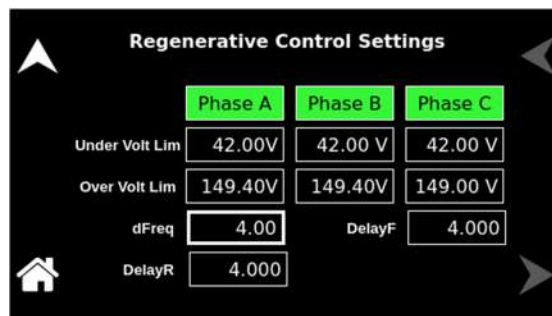 Regenerative Control Settings
Phase A Phase B Phase C
Under Volt Lim 42.00V 42.00 V 42.00 V
Over Volt Lim 149.40V 149.40V 149.00 V
dFreq 4.00 DelayF 4.000
DelayR 4.000